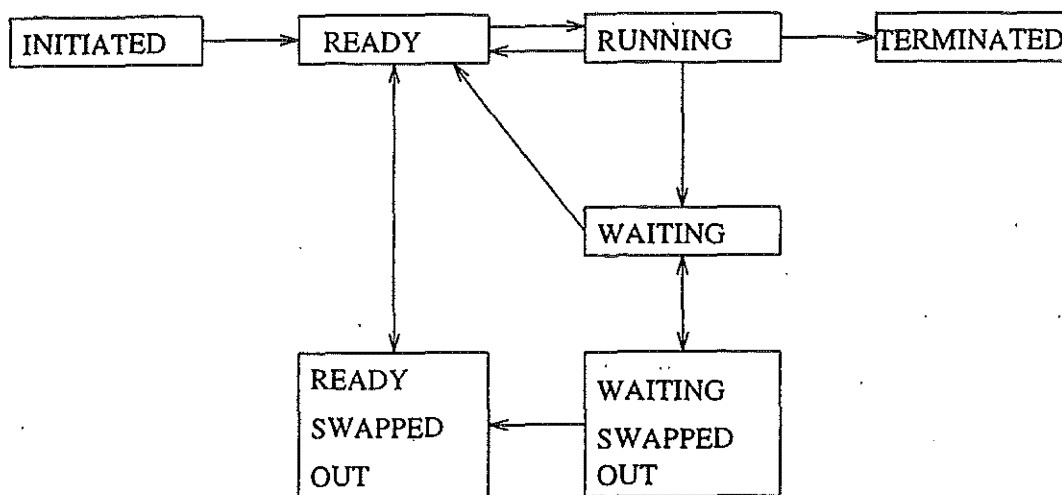 INITIATED
READY
RUNNING
TERMINATED
WAITING
READY
SWAPPED
OUT
WAITING
SWAPPED
OUT